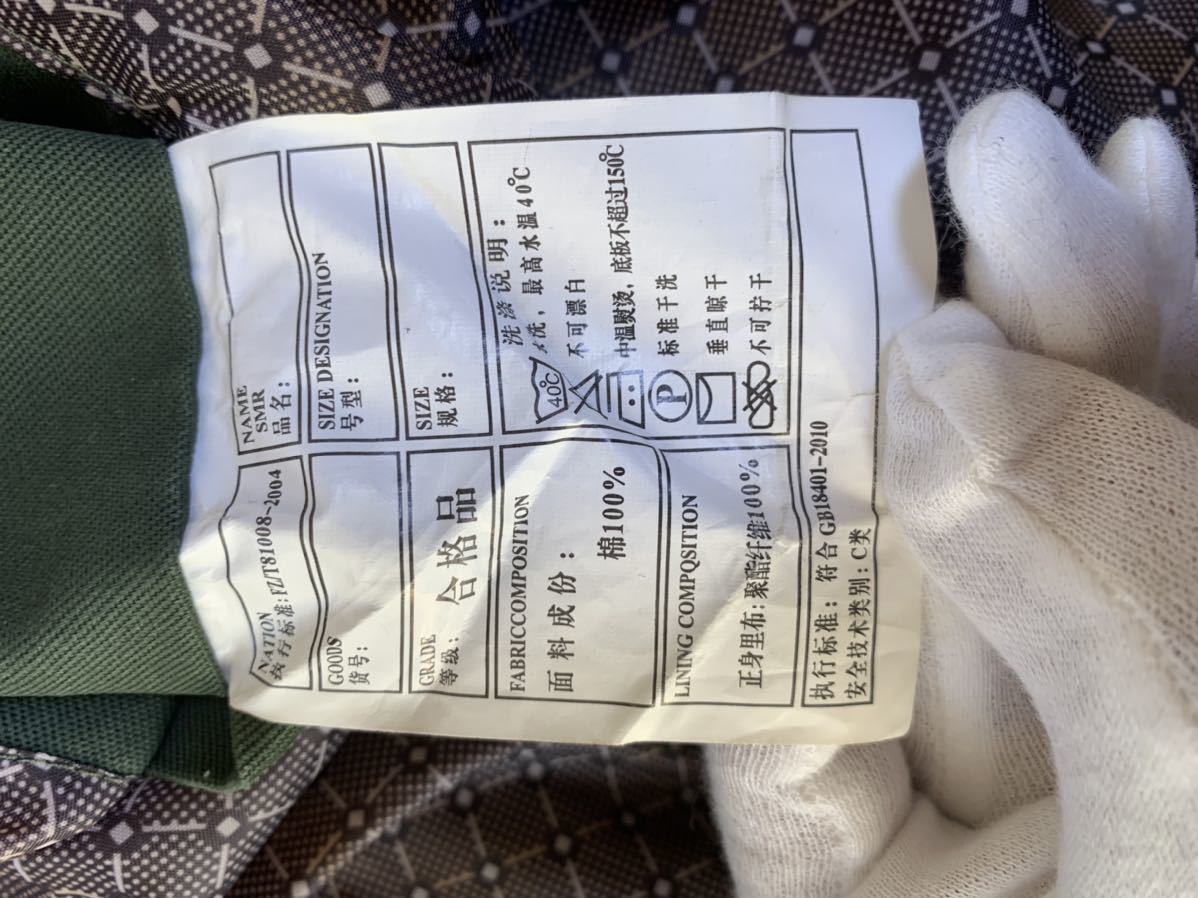 NATION
执行标准:FZ/T81008-2004
GOODS
货号:
GRADE
等级: 合格品
FABRICCOMPOSITION
面料成份:
棉100%
LINING COMPQSITION
正身里布:聚酯纤维100%
NAME
SMR
品名:
SIZE DESIGNATION
号型:
SIZE
规格:
洗涤说明:
40℃ 水洗,最高水温40℃
不可漂白
中温熨烫,底板不超过150℃
P 标准干洗
垂直晾干
不可拧干
执行标准: 符合 GB18401-2010
安全技术类别: C类